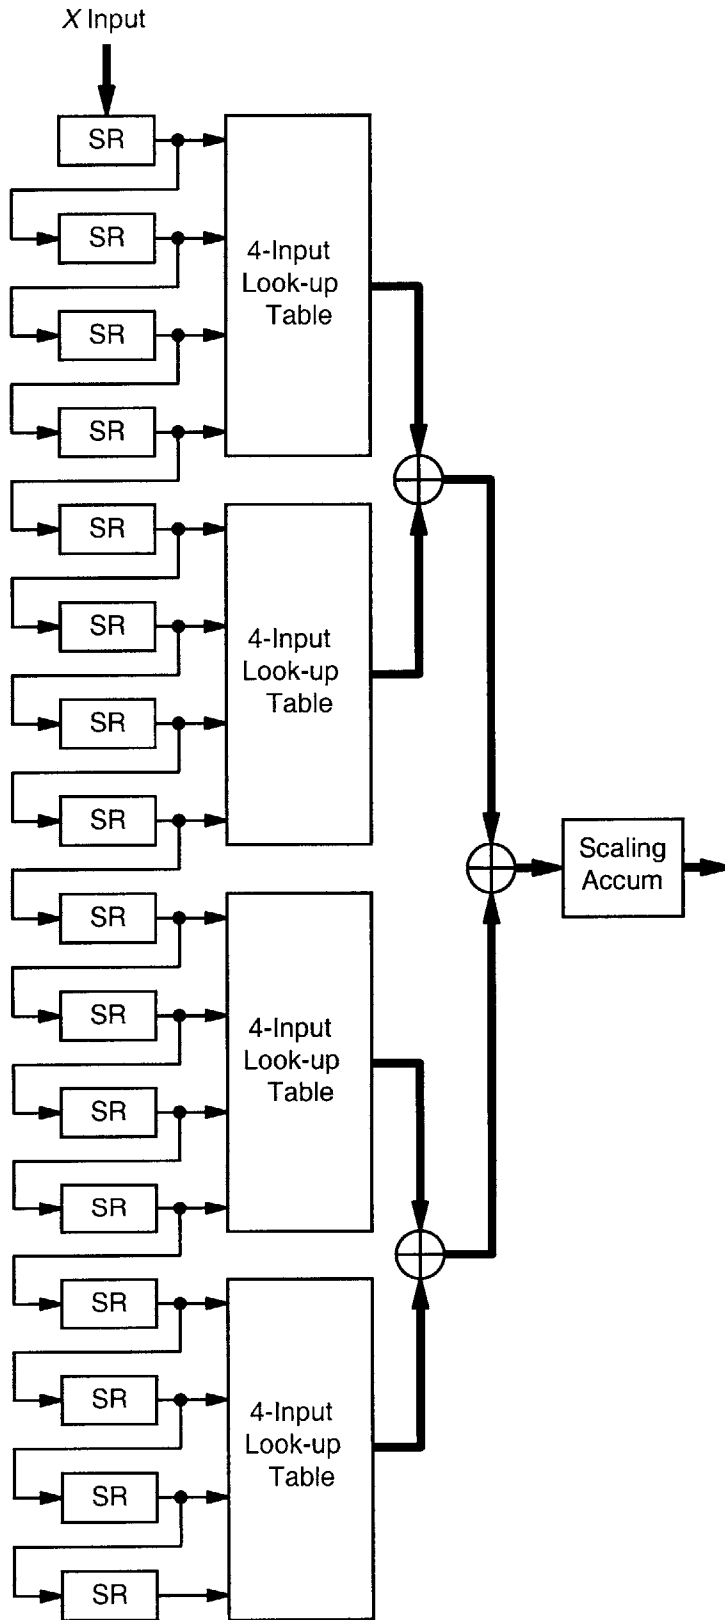 X Input
SR
SR
SR
SR
4-Input
Look-up
Table
SR
SR
SR
SR
4-Input
Look-up
Table
Scaling
Accum
SR
SR
SR
SR
4-Input
Look-up
Table
SR
SR
SR
SR
4-Input
Look-up
Table